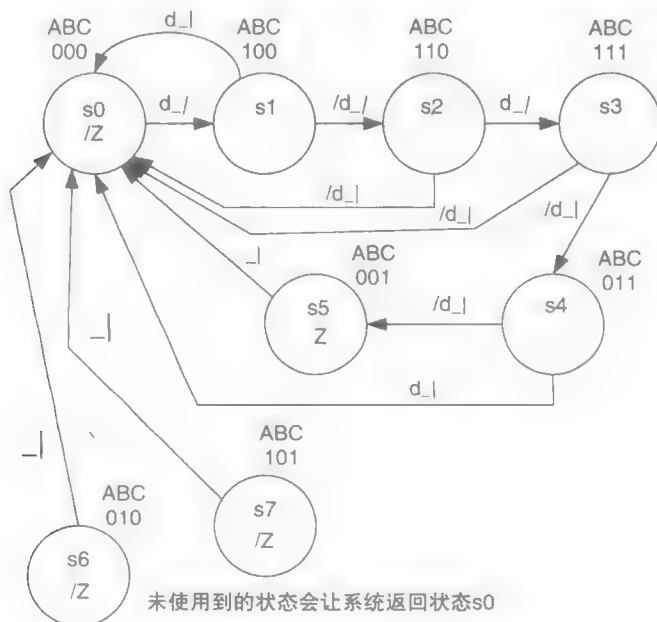 d_|
ABC
000
ABC
100
ABC
110
ABC
111
s0
/Z
d_/
s1
/d_/
s2
d_/
s3
/d_|
/d_|
/d_|
_|
ABC
001
ABC
011
s5
Z
/d_|
s4
_|
d_|
_|
ABC
101
ABC
010
s7
/Z
s6
/Z
未使用到的状态会让系统返回状态s0